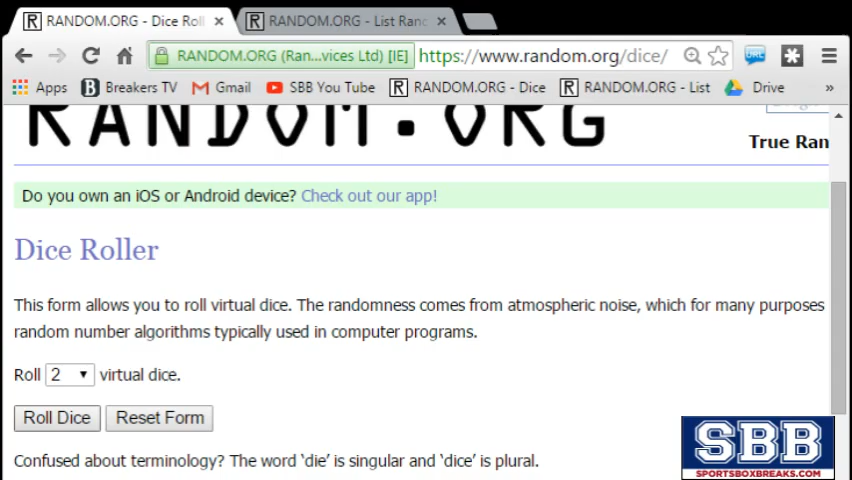 RANDOM.ORG - Dice Roll
RANDOM.ORG - List Ran
RANDOM.ORG (Ran...vices Ltd) [IE] https://www.random.org/dice/
Apps Breakers TV Gmail SBB You Tube RANDOM.ORG - Dice RANDOM.ORG - List Drive »
RANDOM.ORG
True Ran
Do you own an iOS or Android device? Check out our app!
Dice Roller
This form allows you to roll virtual dice. The randomness comes from atmospheric noise, which for many purposes
random number algorithms typically used in computer programs.
Roll 2 virtual dice.
Roll Dice Reset Form
Confused about terminology? The word ‘die’ is singular and ‘dice’ is plural.
SBB
SPORTSBOXBREAKS.COM